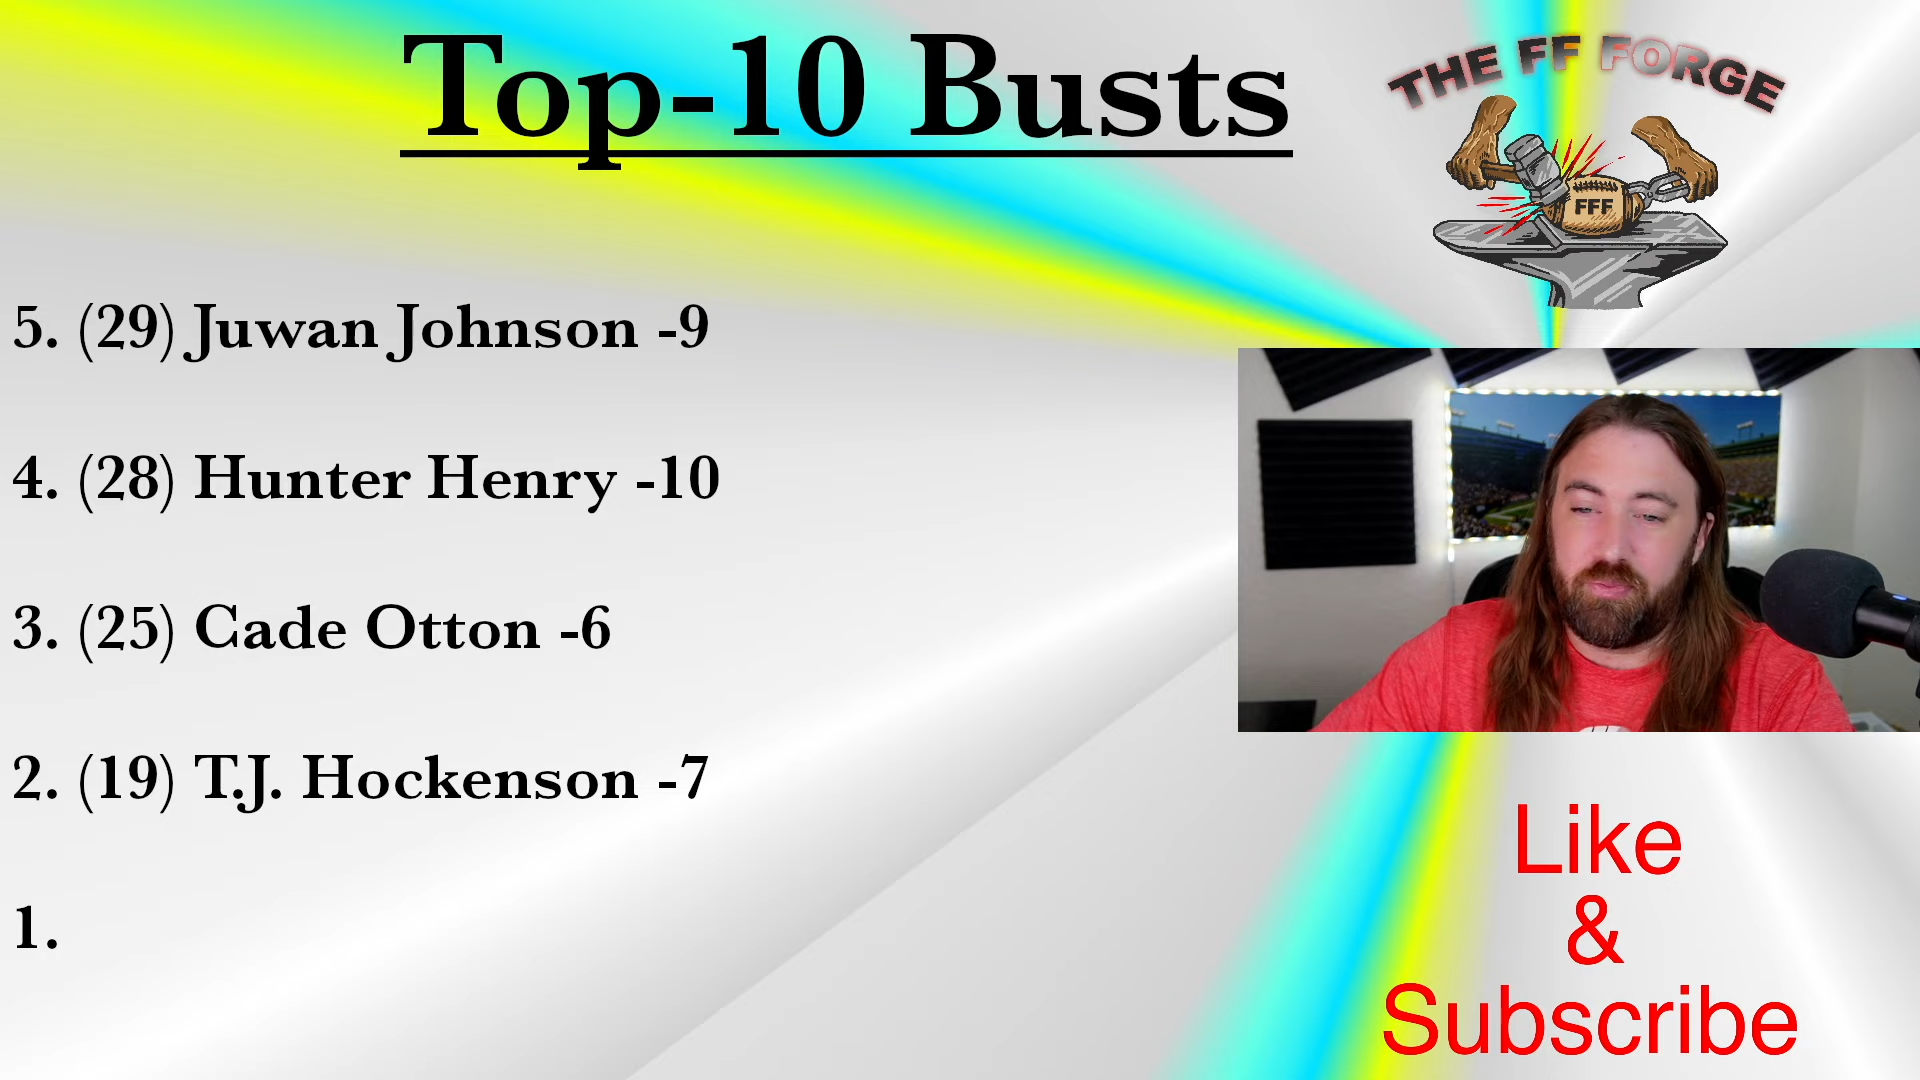 Top-10 Busts
THE FF FORGE
FFF
5. (29) Juwan Johnson -9
4. (28) Hunter Henry -10
3. (25) Cade Otton -6
2. (19) T.J. Hockenson -7
1.
Like
&
Subscribe